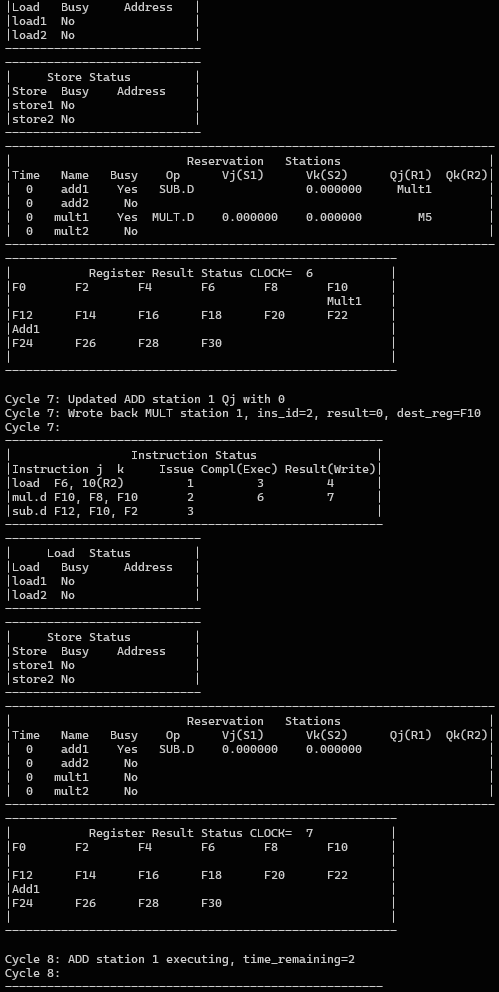 |Load   Busy     Address   |
|load1  No                 |
|load2  No                 |
----------------------------
----------------------------
|     Store Status         |
|Store  Busy    Address    |
|store1 No                 |
|store2 No                 |
----------------------------
----------------------------------------------------------------------
|                         Reservation   Stations                     |
|Time   Name   Busy    Op      Vj(S1)      Vk(S2)      Qj(R1)  Qk(R2)|
|  0    add1    Yes   SUB.D               0.000000     Mult1         |
|  0    add2     No                                                  |
|  0    mult1   Yes  MULT.D   0.000000    0.000000        M5         |
|  0    mult2    No                                                  |
----------------------------------------------------------------------
--------------------------------------------------------
|           Register Result Status CLOCK=  6           |
|F0       F2       F4       F6       F8       F10      |
|                                             Mult1    |
|F12      F14      F16      F18      F20      F22      |
|Add1                                                  |
|F24      F26      F28      F30                        |
|                                                      |
--------------------------------------------------------
Cycle 7: Updated ADD station 1 Qj with 0
Cycle 7: Wrote back MULT station 1, ins_id=2, result=0, dest_reg=F10
Cycle 7:
------------------------------------------------------
|                 Instruction Status                 |
|Instruction j  k     Issue Compl(Exec) Result(Write)|
|load  F6, 10(R2)         1         3         4      |
|mul.d F10, F8, F10       2         6         7      |
|sub.d F12, F10, F2       3                          |
------------------------------------------------------
----------------------------
|     Load  Status         |
|Load   Busy     Address   |
|load1  No                 |
|load2  No                 |
----------------------------
----------------------------
|     Store Status         |
|Store  Busy    Address    |
|store1 No                 |
|store2 No                 |
----------------------------
----------------------------------------------------------------------
|                         Reservation   Stations                     |
|Time   Name   Busy    Op      Vj(S1)      Vk(S2)      Qj(R1)  Qk(R2)|
|  0    add1    Yes   SUB.D   0.000000    0.000000                   |
|  0    add2     No                                                  |
|  0    mult1    No                                                  |
|  0    mult2    No                                                  |
----------------------------------------------------------------------
--------------------------------------------------------
|           Register Result Status CLOCK=  7           |
|F0       F2       F4       F6       F8       F10      |
|                                                      |
|F12      F14      F16      F18      F20      F22      |
|Add1                                                  |
|F24      F26      F28      F30                        |
|                                                      |
--------------------------------------------------------
Cycle 8: ADD station 1 executing, time_remaining=2
Cycle 8:
------------------------------------------------------